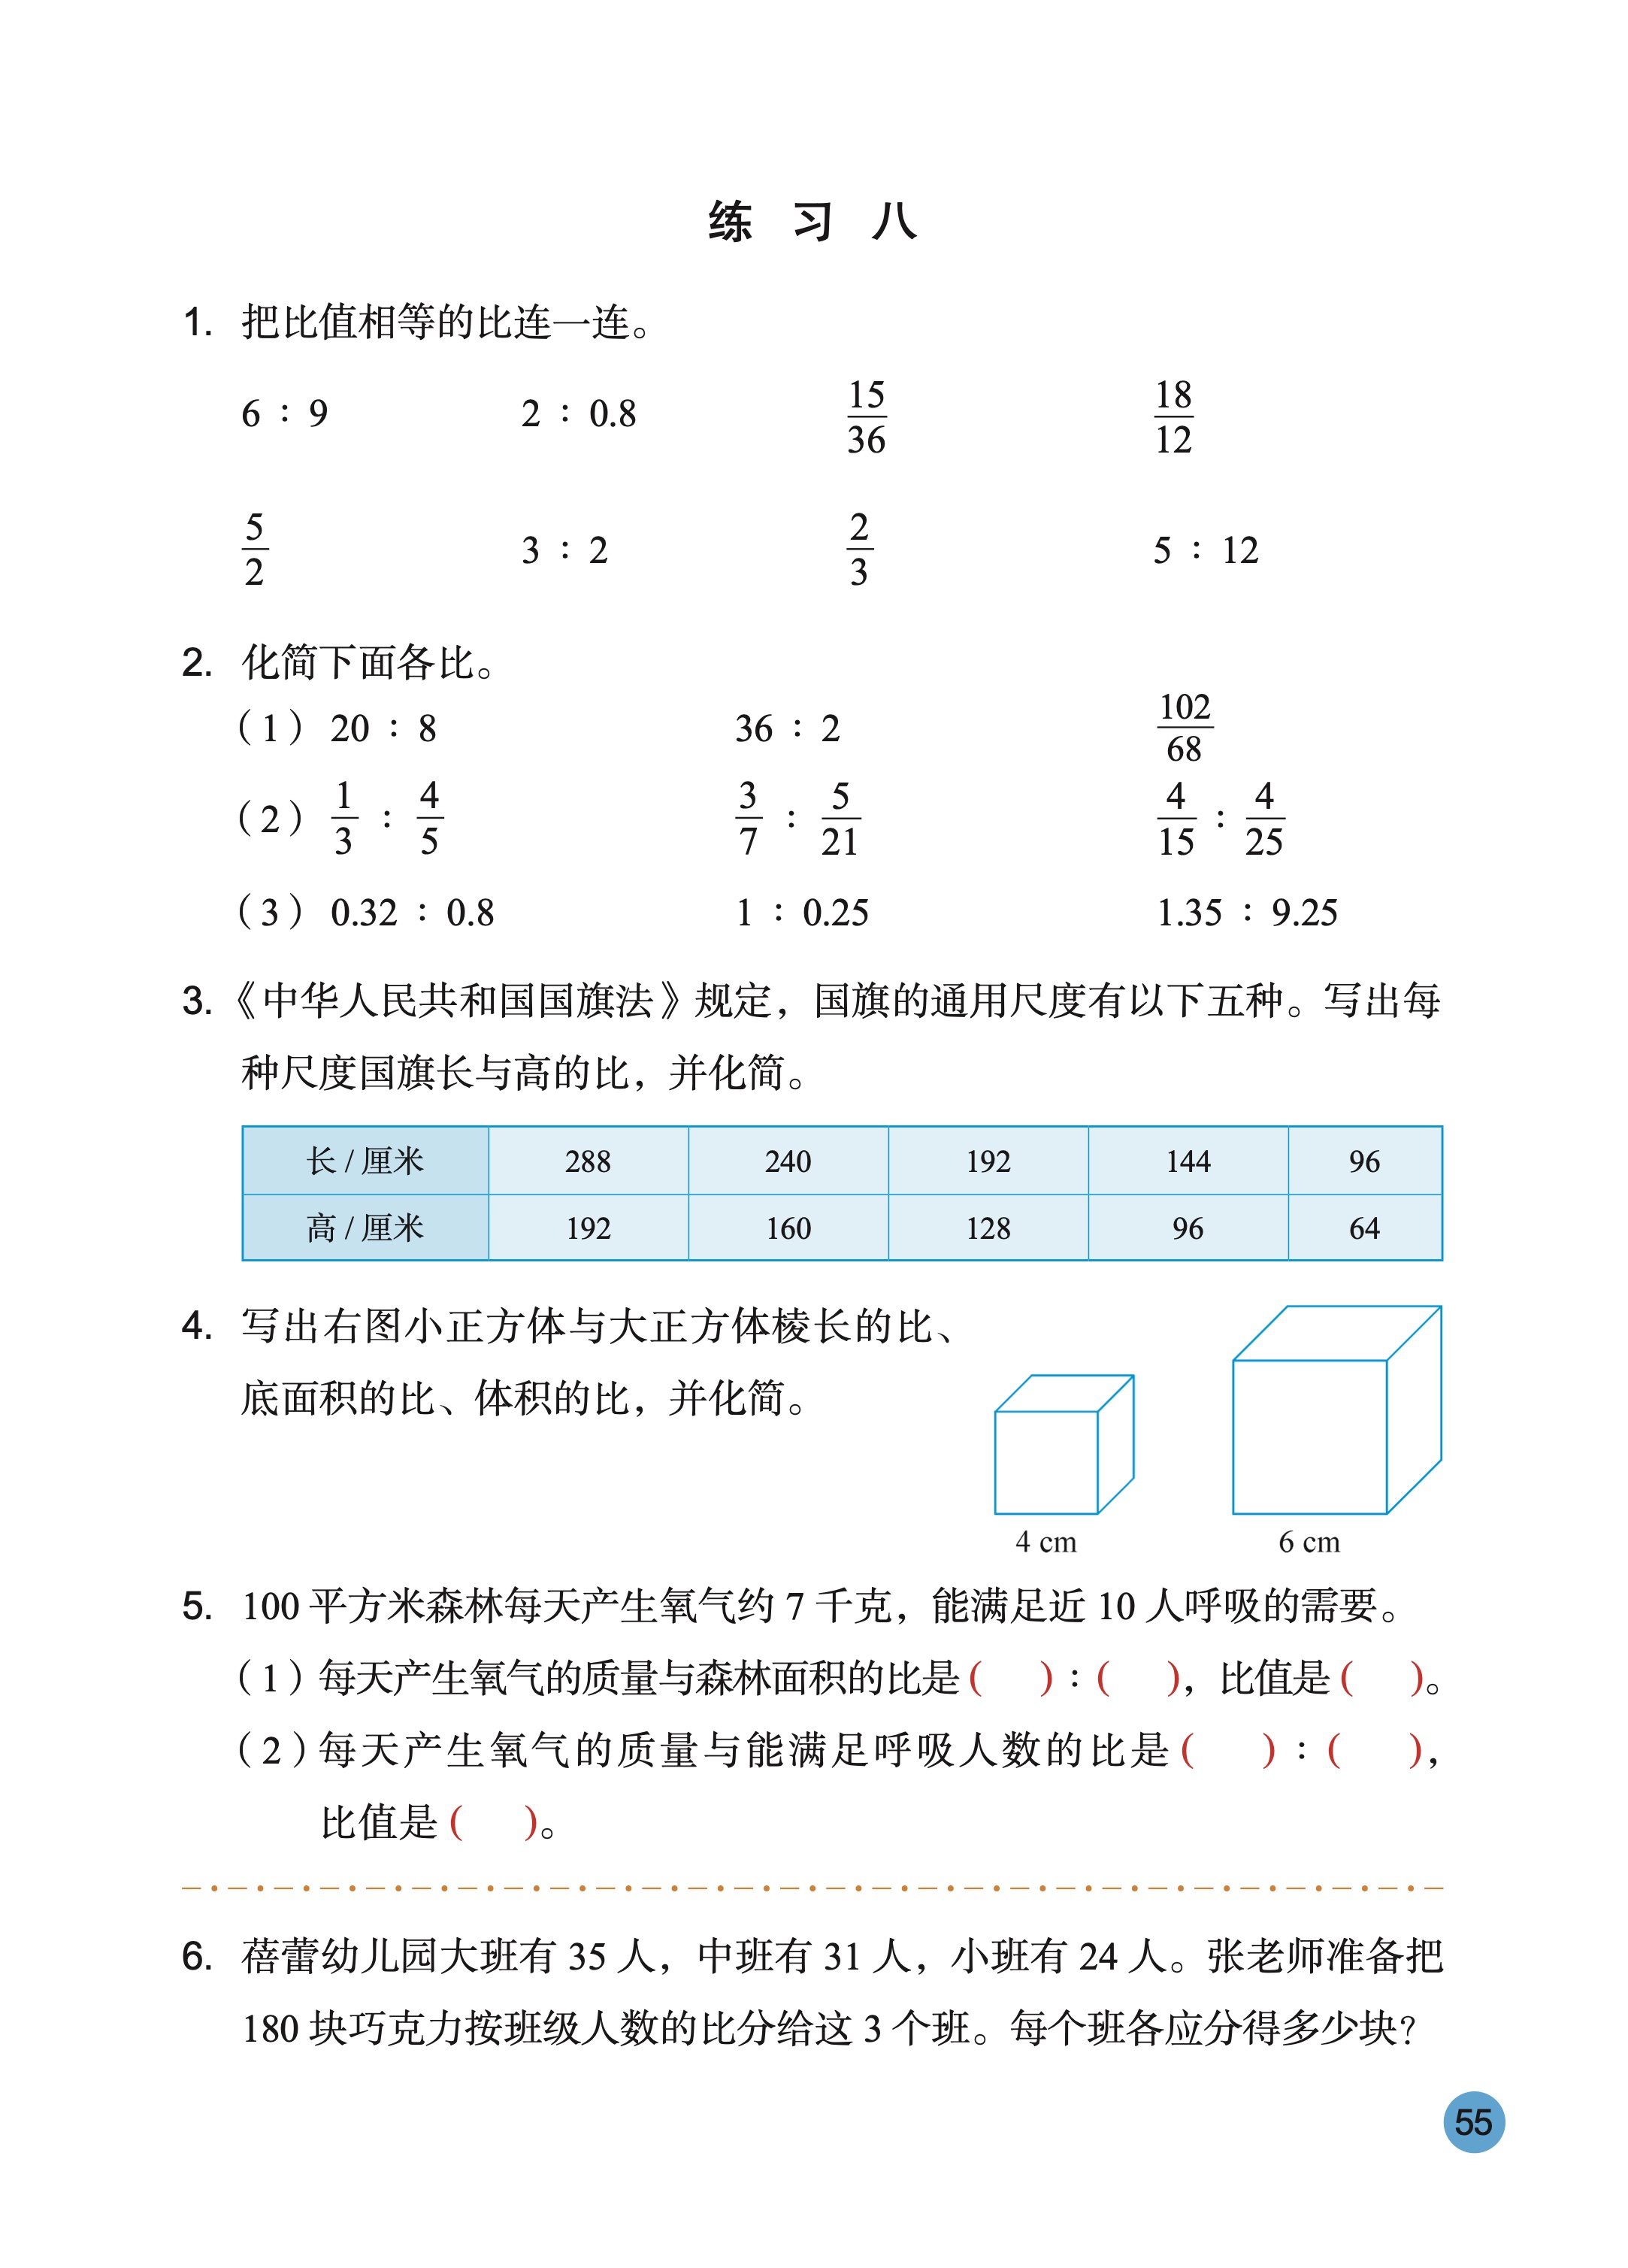 练 习 八
1. 把比值相等的比连一连。
6 : 9   2 : 0.8   15/36   18/12
5/2   3 : 2   2/3   5 : 12
2. 化简下面各比。
（1）20 : 8   36 : 2   102/68
（2）1/3 : 4/5   3/7 : 5/21   4/15 : 4/25
（3）0.32 : 0.8   1 : 0.25   1.35 : 9.25
3.《中华人民共和国国旗法》规定，国旗的通用尺度有以下五种。写出每
种尺度国旗长与高的比，并化简。
长 / 厘米   288   240   192   144   96
高 / 厘米   192   160   128   96   64
4. 写出右图小正方体与大正方体棱长的比、
底面积的比、体积的比，并化简。
4 cm   6 cm
5. 100 平方米森林每天产生氧气约 7 千克，能满足近 10 人呼吸的需要。
（1）每天产生氧气的质量与森林面积的比是(   ) : (   )，比值是(   )。
（2）每天产生氧气的质量与能满足呼吸人数的比是(   ) : (   )，
比值是(   )。
6. 蓓蕾幼儿园大班有 35 人，中班有 31 人，小班有 24 人。张老师准备把
180 块巧克力按班级人数的比分给这 3 个班。每个班各应分得多少块？
55